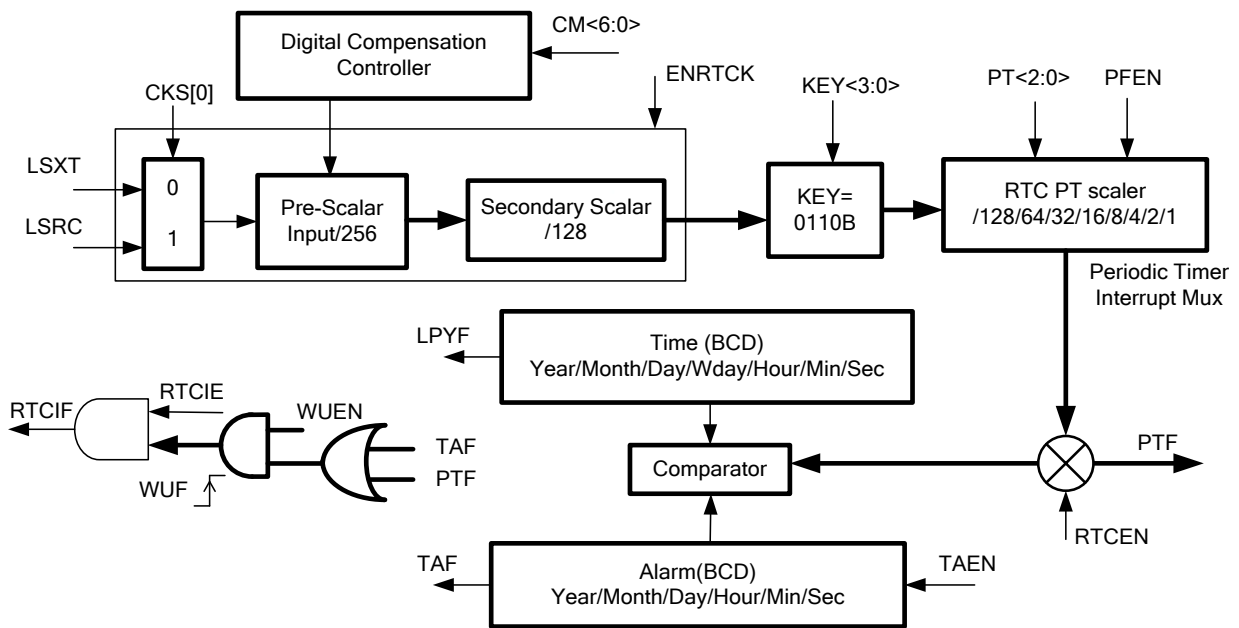 Digital Compensation
Controller
CM<6:0>
CKS[0]
ENRTCK
KEY<3:0>
PT<2:0>
PFEN
LSXT
LSRC
0
1
Pre-Scalar
Input/256
Secondary Scalar
/128
KEY=
0110B
RTC PT scaler
/128/64/32/16/8/4/2/1
Periodic Timer
Interrupt Mux
LPYF
Time (BCD)
Year/Month/Day/Wday/Hour/Min/Sec
RTCIF
RTCIE
WUEN
TAF
PTF
WUF
Comparator
PTF
RTCEN
TAF
Alarm(BCD)
Year/Month/Day/Hour/Min/Sec
TAEN